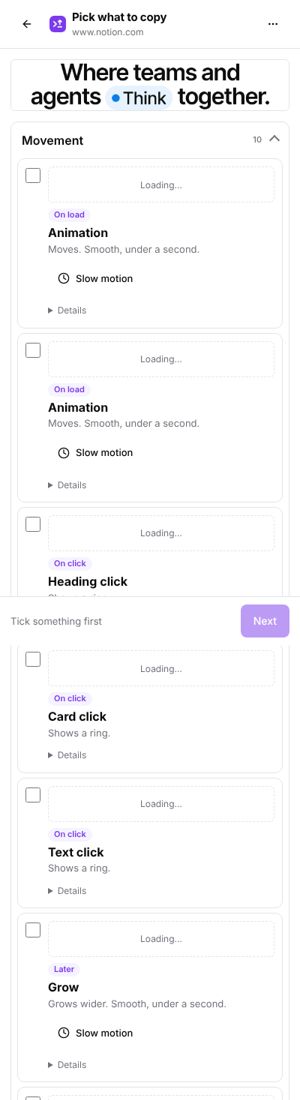 Pick what to copy
www.notion.com
Where teams and
agents Think together.
Movement 10
Loading...
On load
Animation
Moves. Smooth, under a second.
Slow motion
Details
Loading...
On load
Animation
Moves. Smooth, under a second.
Slow motion
Details
Loading...
On click
Heading click
Tick something first
Next
Loading...
On click
Card click
Shows a ring.
Details
Loading...
On click
Text click
Shows a ring.
Details
Loading...
Later
Grow
Grows wider. Smooth, under a second.
Slow motion
Details